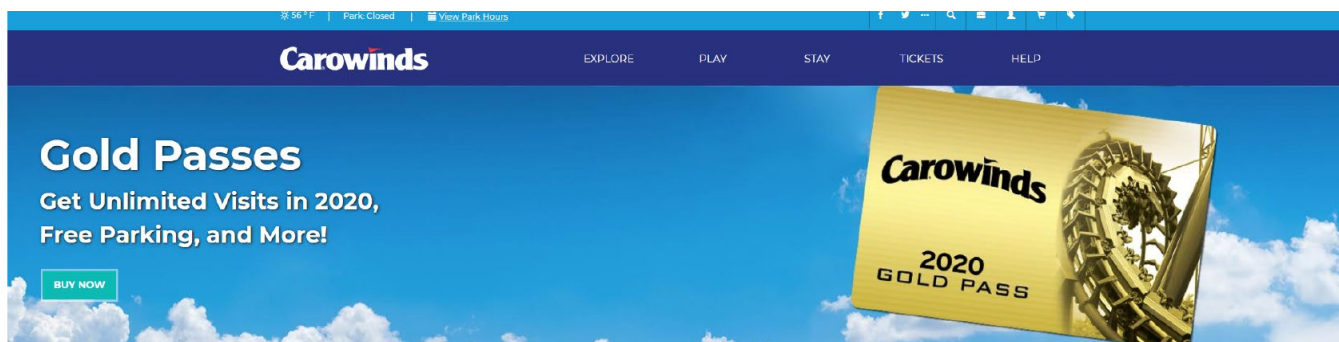 56 ° F | Park: Closed | View Park Hours
Carowinds
EXPLORE PLAY STAY TICKETS HELP
Gold Passes
Get Unlimited Visits in 2020,
Free Parking, and More!
BUY NOW
Carowinds
2020
GOLD PASS